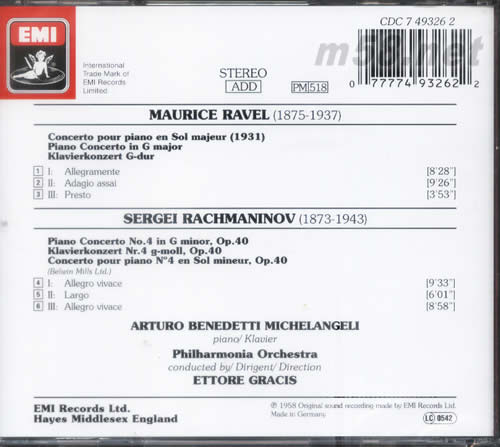 CDC 7 49326 2
m58.net
EMI
International
Trade Mark of
EMI Records
Limited.
STEREO
ADD
PM 518
0 77774 93262 2
MAURICE RAVEL (1875-1937)
Concerto pour piano en Sol majeur (1931)
Piano Concerto in G major
Klavierkonzert G-dur
1 I: Allegramente [8'28"]
2 II: Adagio assai [9'26"]
3 III: Presto [3'53"]
SERGEI RACHMANINOV (1873-1943)
Piano Concerto No.4 in G minor, Op.40
Klavierkonzert Nr.4 g-moll, Op.40
Concerto pour piano N°4 en Sol mineur, Op.40
(Belwin Mills Ltd.)
4 I: Allegro vivace [9'33"]
5 II: Largo [6'01"]
6 III: Allegro vivace [8'58"]
ARTURO BENEDETTI MICHELANGELI
piano/Klavier
Philharmonia Orchestra
conducted by/Dirigent/Direction
ETTORE GRACIS
EMI Records Ltd.
Hayes Middlesex England
℗ 1958 Original sound recording made by EMI Records Ltd.
Made in Germany
LC 0542